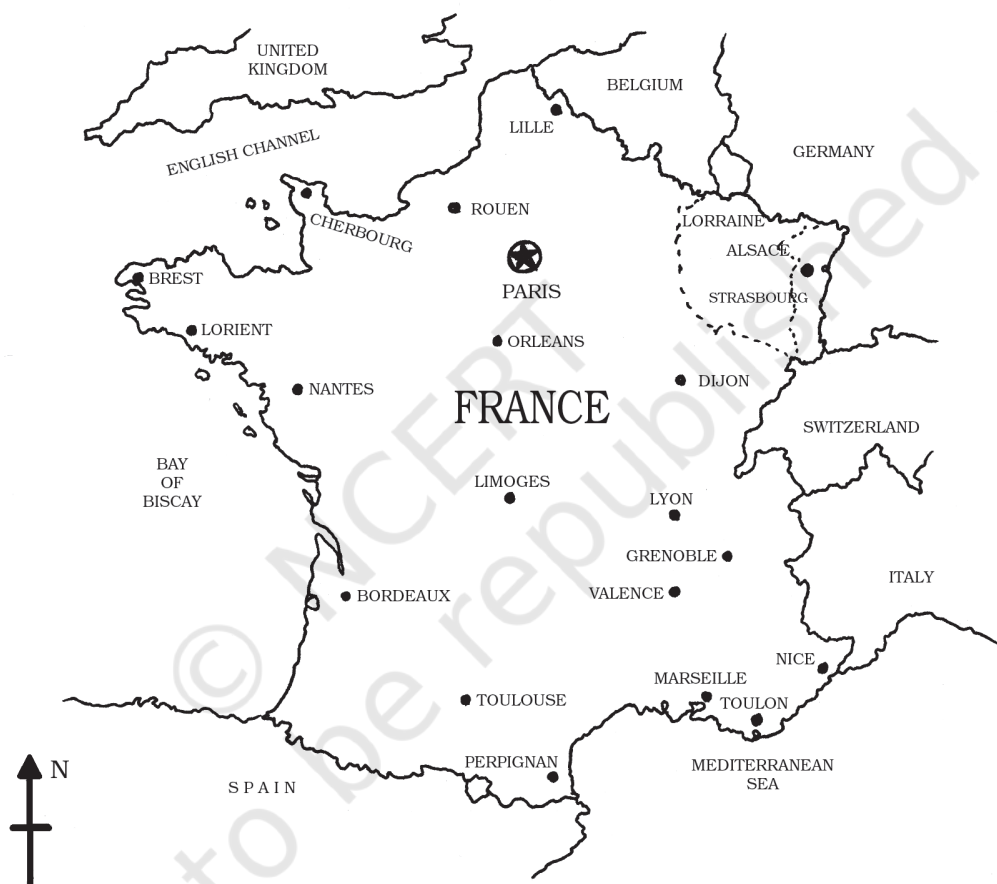 UNITED
KINGDOM
BELGIUM
LILLE
ENGLISH CHANNEL
GERMANY
ROUEN
LORRAINE
CHERBOURG
ALSACE
BREST
PARIS
STRASBOURG
LORIENT
ORLEANS
NANTES
DIJON
FRANCE
SWITZERLAND
BAY
OF
BISCAY
LIMOGES
LYON
GRENOBLE
ITALY
VALENCE
BORDEAUX
NICE
MARSEILLE
TOULOUSE
TOULON
PERPIGNAN
MEDITERRANEAN
SEA
N
SPAIN
© NCERT
to be republished